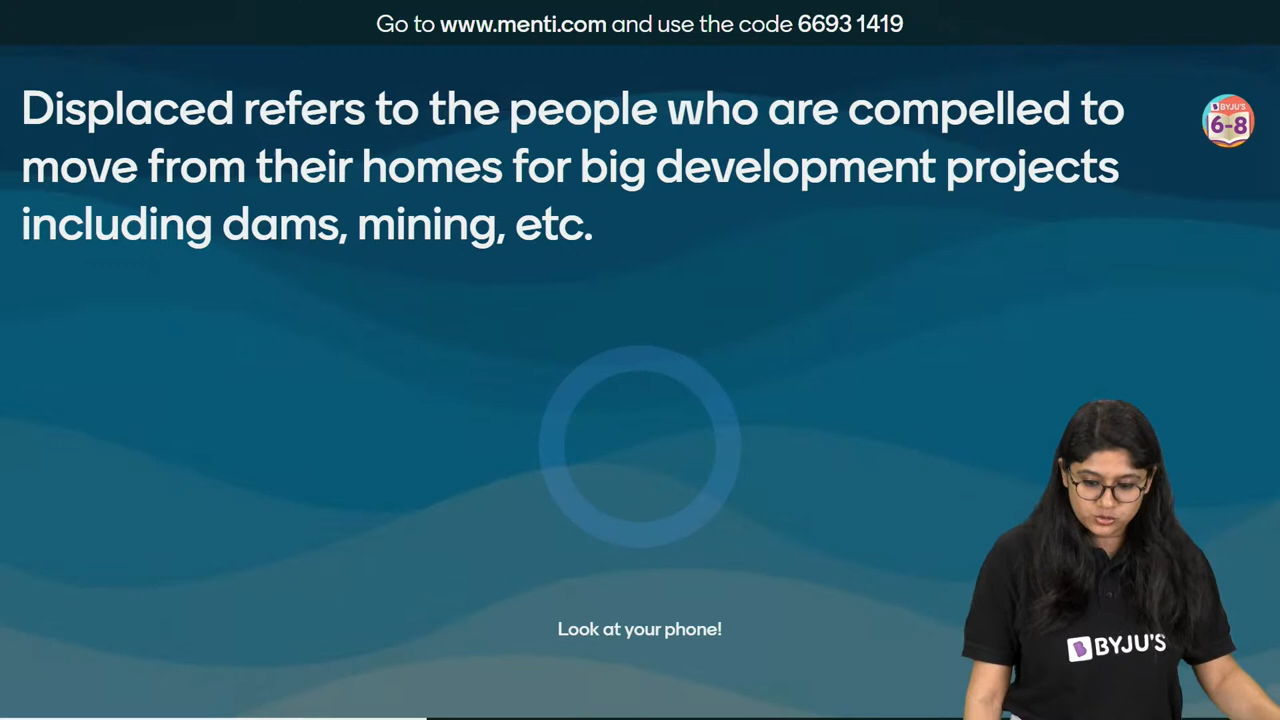 Go to www.menti.com and use the code 6693 1419
Displaced refers to the people who are compelled to
move from their homes for big development projects
including dams, mining, etc.
BYJU'S
6-8
Look at your phone!
BYJU'S